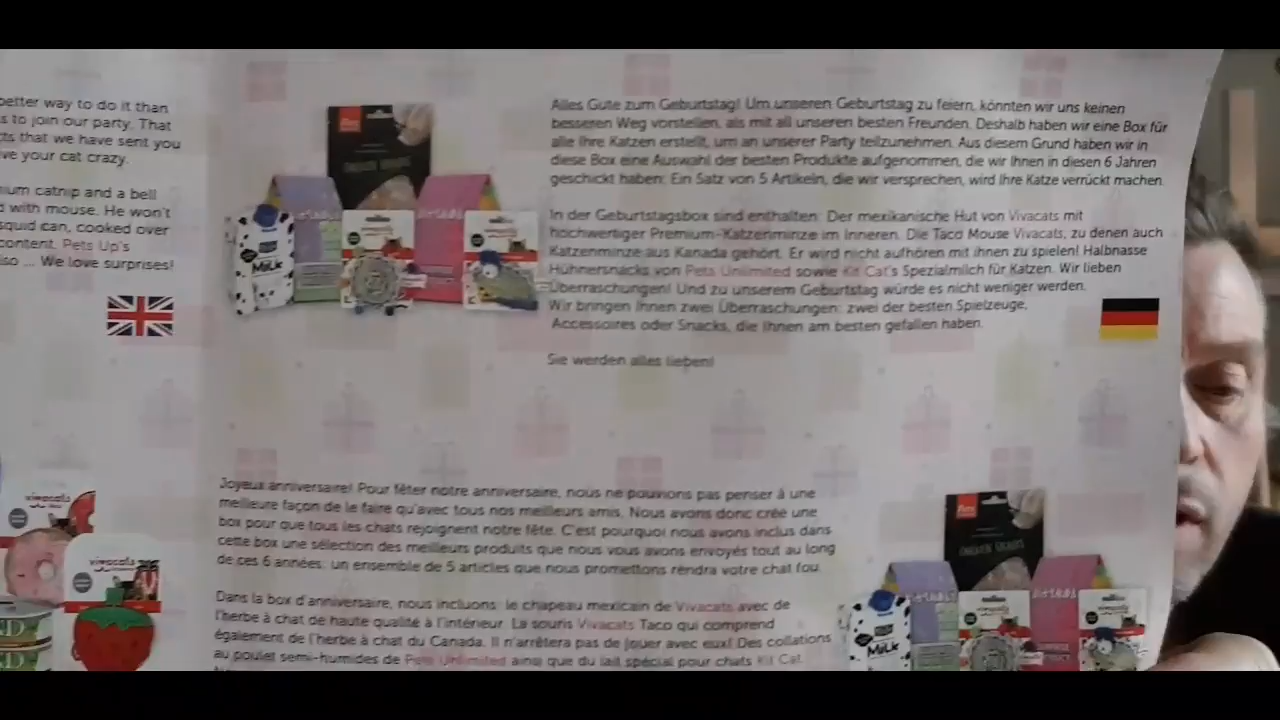 better way to do it than
s to join our party. That
cts that we have sent you
ve your cat crazy.
ium catnip and a bell
d with mouse. He won't
squid can, cooked over
content. Pets Up's
lso ... We love surprises!
Alles Gute zum Geburtstag! Um unseren Geburtstag zu feiern, könnten wir uns keinen
besseren Weg vorstellen, als mit all unseren besten Freunden. Deshalb haben wir eine Box für
alle Ihre Katzen erstellt, um an unserer Party teilzunehmen. Aus diesem Grund haben wir in
diese Box eine Auswahl der besten Produkte aufgenommen, die wir Ihnen in diesen 6 Jahren
geschickt haben: Ein Satz von 5 Artikeln, die wir versprechen, wird Ihre Katze verrückt machen.
In der Geburtstagsbox sind enthalten: Der mexikanische Hut von Vivacats mit
hochwertiger Premium-Katzenminze im Inneren. Die Taco Mouse Vivacats, zu denen auch
Katzenminze aus Kanada gehört. Er wird nicht aufhören mit ihnen zu spielen! Halbnasse
Hühnersnacks von Pets Unlimited sowie Kit Cat's Spezialmilch für Katzen. Wir lieben
Überraschungen! Und zu unserem Geburtstag würde es nicht weniger werden.
Wir bringen Ihnen zwei Überraschungen: zwei der besten Spielzeuge,
Accessoires oder Snacks, die Ihnen am besten gefallen haben.
Sie werden alles lieben!
MiLK
Joyeux anniversaire! Pour fêter notre anniversaire, nous ne pouvions pas penser à une
meilleure façon de le faire qu'avec tous nos meilleurs amis. Nous avons donc créé une
box pour que tous les chats rejoignent notre fête. C'est pourquoi nous avons inclus dans
cette box une sélection des meilleurs produits que nous vous avons envoyés tout au long
de ces 6 années: un ensemble de 5 articles que nous promettons rendra votre chat fou.
Dans la box d'anniversaire, nous incluons: le chapeau mexicain de Vivacats avec de
l'herbe à chat de haute qualité à l'intérieur. La souris Vivacats Taco qui comprend
également de l'herbe à chat du Canada. Il n'arrêtera pas de jouer avec eux! Des collations
au poulet semi-humides de Pets Unlimited ainsi que du lait spécial pour chats Kit Cat.
vivacats
vivacats
MiLK